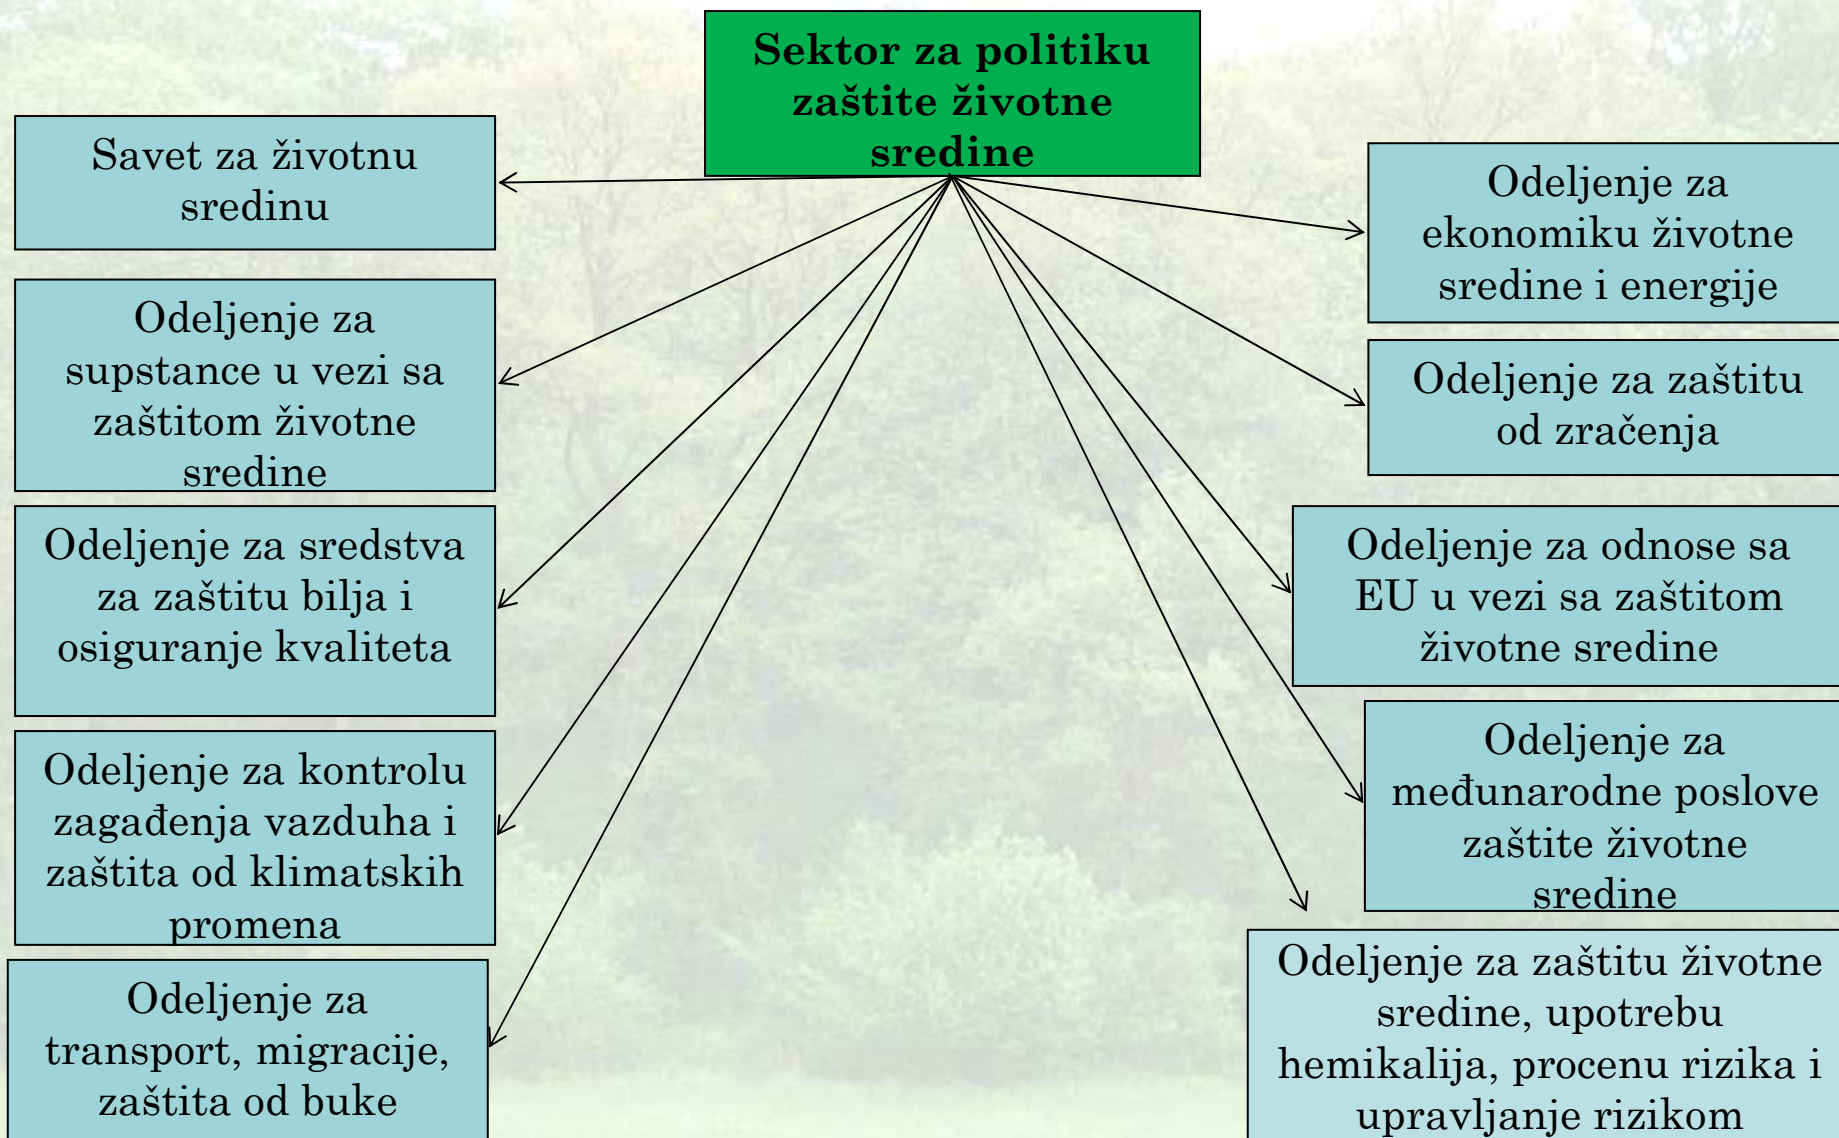 Sektor za politiku
zaštite životne
sredine
Savet za životnu
sredinu
Odeljenje za
supstance u vezi sa
zaštitom životne
sredine
Odeljenje za sredstva
za zaštitu bilja i
osiguranje kvaliteta
Odeljenje za kontrolu
zagađenja vazduha i
zaštita od klimatskih
promena
Odeljenje za
transport, migracije,
zaštita od buke
Odeljenje za
ekonomiku životne
sredine i energije
Odeljenje za zaštitu
od zračenja
Odeljenje za odnose sa
EU u vezi sa zaštitom
životne sredine
Odeljenje za
međunarodne poslove
zaštite životne
sredine
Odeljenje za zaštitu životne
sredine, upotrebu
hemikalija, procenu rizika i
upravljanje rizikom